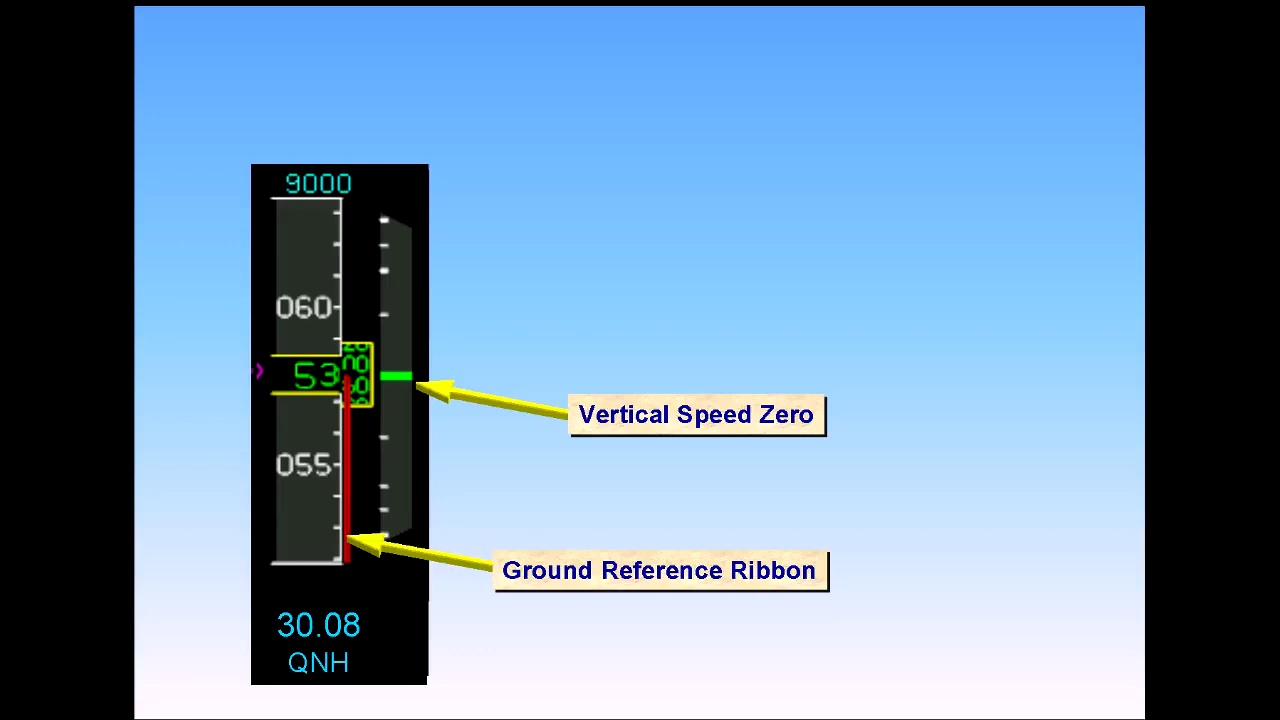 9000
060
53
055
Vertical Speed Zero
Ground Reference Ribbon
30.08
QNH